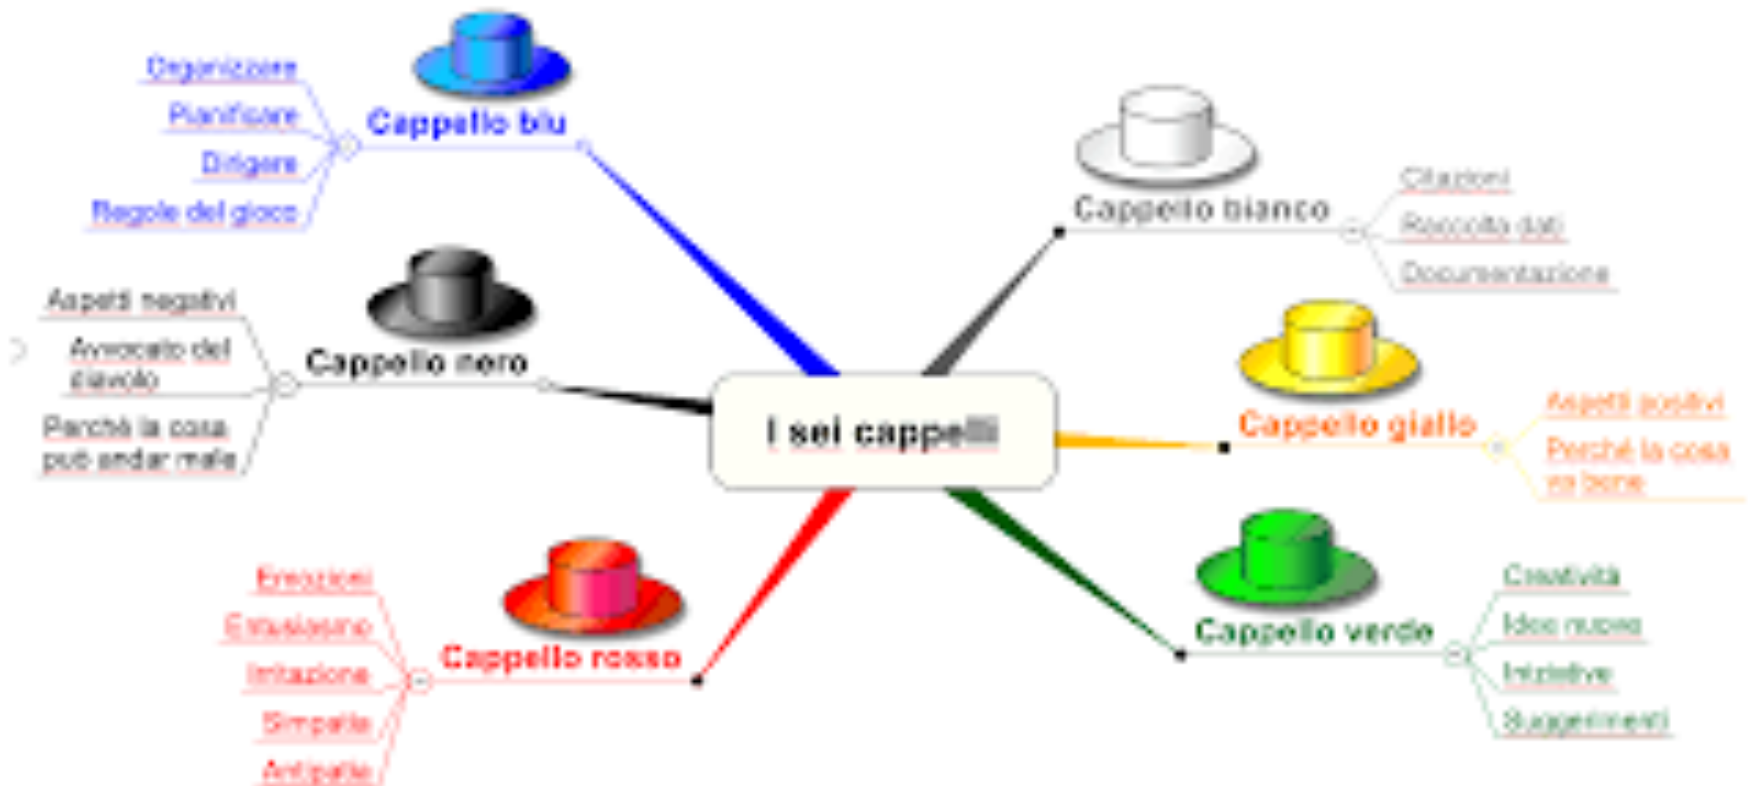 Organizzare
Pianificare
Dirigere
Regole del gioco
Cappello blu
Aspetti negativi
Avvocato del
diavolo
Perché la cosa
può andar male
Cappello nero
Emozioni
Entusiasmo
Irritazione
Simpatia
Antipatia
Cappello rosso
I sei cappelli
Cappello bianco
Citazioni
Raccolta dati
Documentazione
Cappello giallo
Aspetti positivi
Perché la cosa
va bene
Cappello verde
Creatività
Idee nuove
Iniziative
Suggerimenti